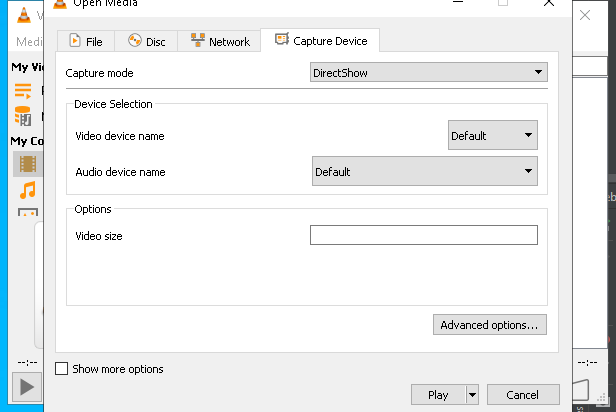 Open Media
Medi
File
Disc
Network
Capture Device
My Vi
Capture mode
DirectShow
Device Selection
Video device name
Default
My Co
Audio device name
Default
Options
Video size
Advanced options...
--:--
--:--
Show more options
Play
Cancel